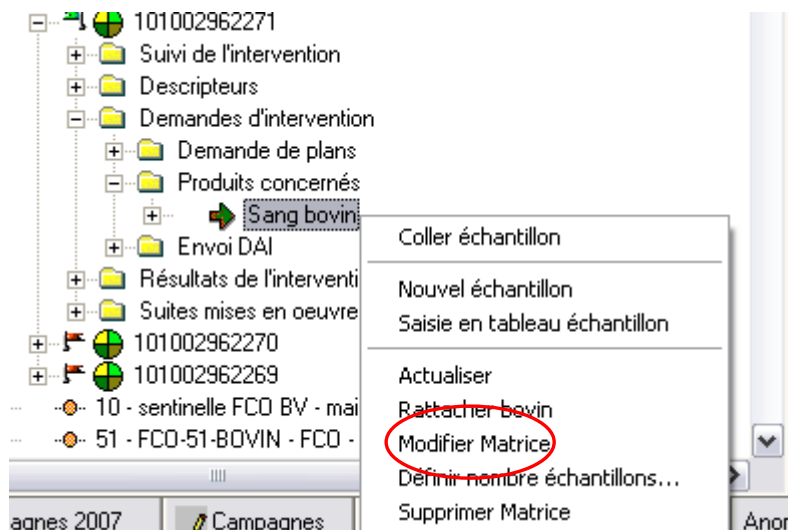 101002962271
Suivi de l'intervention
Descripteurs
Demandes d'intervention
Demande de plans
Produits concernés
Sang bovin
Envoi DAI
Résultats de l'interventi
Suites mises en oeuvre
101002962270
101002962269
10 - sentinelle FCO BV - mai
51 - FCO-51-BOVIN - FCO -
Coller échantillon
Nouvel échantillon
Saisie en tableau échantillon
Actualiser
Rattacher bovin
Modifier Matrice
Définir nombre échantillons...
Supprimer Matrice
agnes 2007
Campagnes
Anor